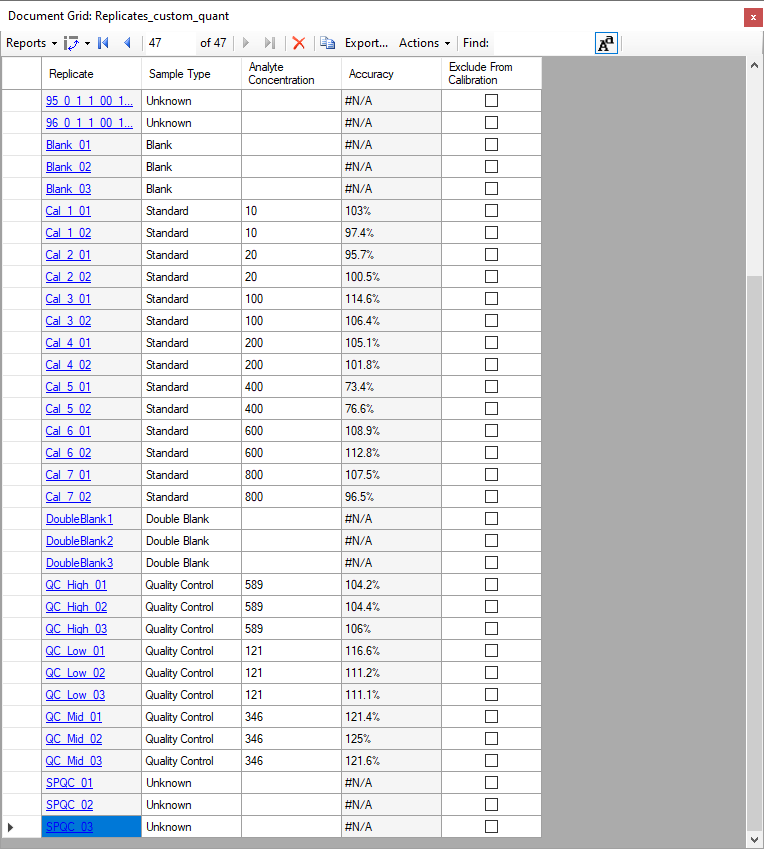 Document Grid: Replicates_custom_quant
x
Reports 47 of 47 Export... Actions Find: Aa
Replicate Sample Type Analyte Concentration Accuracy Exclude From Calibration
95_0_1_1_00_1... Unknown #N/A
96_0_1_1_00_1... Unknown #N/A
Blank_01 Blank #N/A
Blank_02 Blank #N/A
Blank_03 Blank #N/A
Cal_1_01 Standard 10 103%
Cal_1_02 Standard 10 97.4%
Cal_2_01 Standard 20 95.7%
Cal_2_02 Standard 20 100.5%
Cal_3_01 Standard 100 114.6%
Cal_3_02 Standard 100 106.4%
Cal_4_01 Standard 200 105.1%
Cal_4_02 Standard 200 101.8%
Cal_5_01 Standard 400 73.4%
Cal_5_02 Standard 400 76.6%
Cal_6_01 Standard 600 108.9%
Cal_6_02 Standard 600 112.8%
Cal_7_01 Standard 800 107.5%
Cal_7_02 Standard 800 96.5%
DoubleBlank1 Double Blank #N/A
DoubleBlank2 Double Blank #N/A
DoubleBlank3 Double Blank #N/A
QC_High_01 Quality Control 589 104.2%
QC_High_02 Quality Control 589 104.4%
QC_High_03 Quality Control 589 106%
QC_Low_01 Quality Control 121 116.6%
QC_Low_02 Quality Control 121 111.2%
QC_Low_03 Quality Control 121 111.1%
QC_Mid_01 Quality Control 346 121.4%
QC_Mid_02 Quality Control 346 125%
QC_Mid_03 Quality Control 346 121.6%
SPQC_01 Unknown #N/A
SPQC_02 Unknown #N/A
SPQC_03 Unknown #N/A